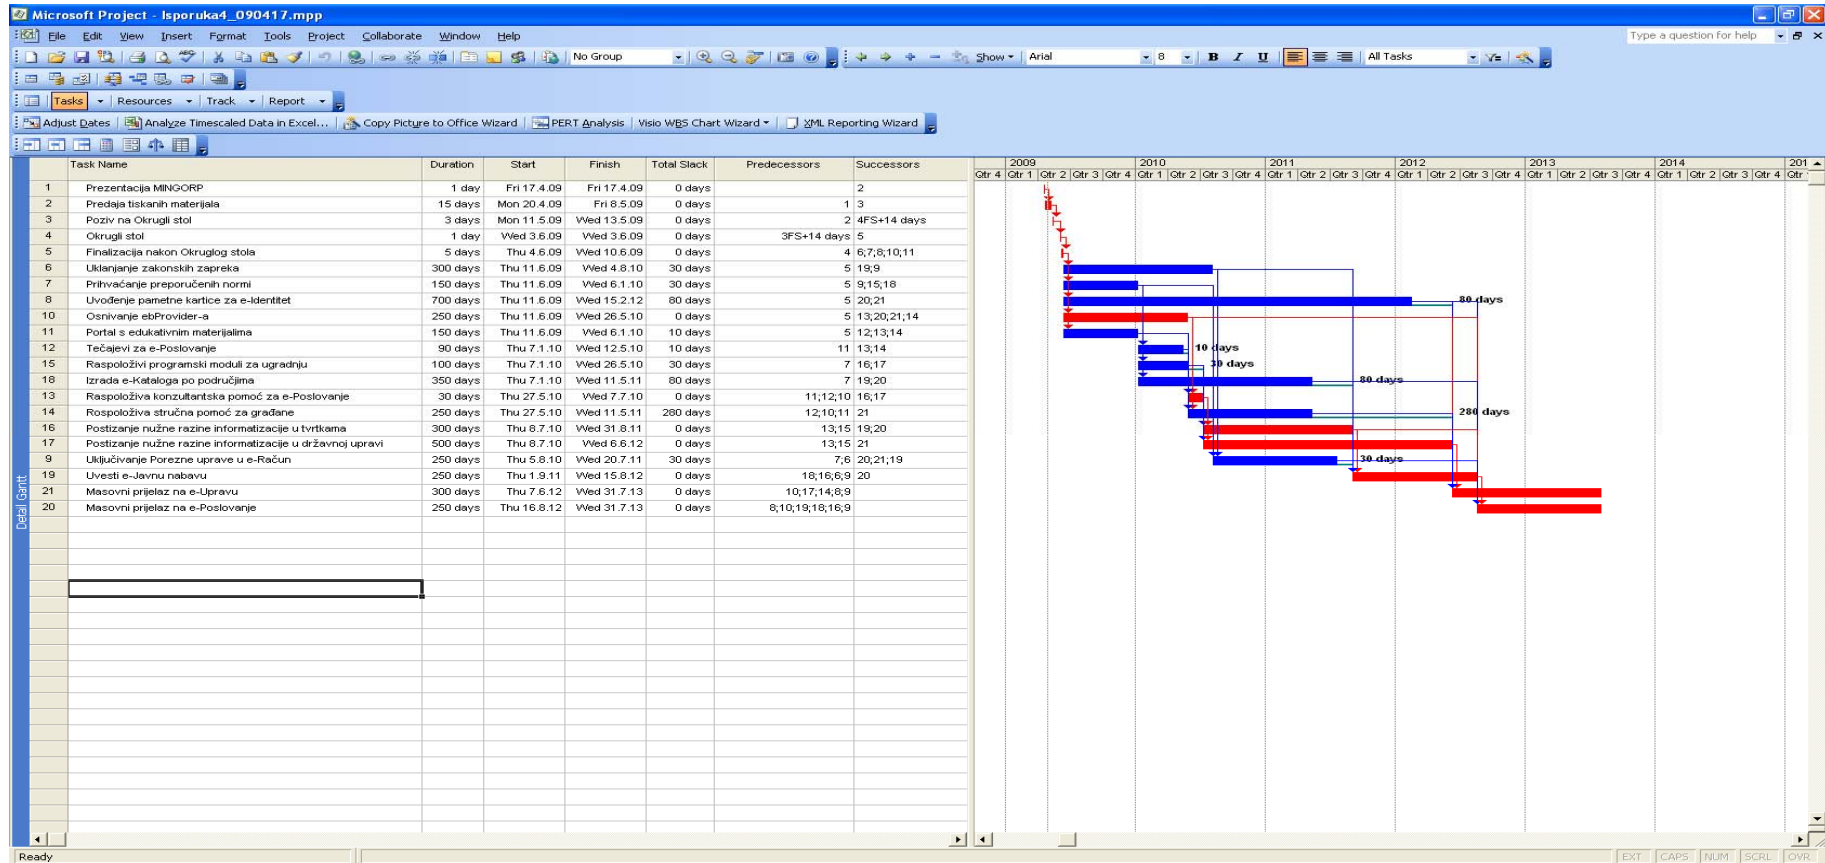 Microsoft Project - Isporuka4_090417.mpp
File Edit View Insert Format Tools Project Collaborate Window Help Type a question for help
No Group Show Arial 8 B I U All Tasks
Tasks Resources Track Report
Adjust Dates Analyze Timescaled Data in Excel... Copy Picture to Office Wizard PERT Analysis Visio WBS Chart Wizard XML Reporting Wizard
Task Name Duration Start Finish Total Slack Predecessors Successors
2009 2010 2011 2012 2013 2014 201
Qtr 4 Qtr 1 Qtr 2 Qtr 3 Qtr 4 Qtr 1 Qtr 2 Qtr 3 Qtr 4 Qtr 1 Qtr 2 Qtr 3 Qtr 4 Qtr 1 Qtr 2 Qtr 3 Qtr 4 Qtr 1 Qtr 2 Qtr 3 Qtr 4 Qtr 1 Qtr 2 Qtr 3 Qtr 4 Qtr
1 Prezentacija MINGORP 1 day Fri 17.4.09 Fri 17.4.09 0 days 2
2 Predaja tiskanih materijala 15 days Mon 20.4.09 Fri 8.5.09 0 days 1 3
3 Poziv na Okrugli stol 3 days Mon 11.5.09 Wed 13.5.09 0 days 2 4FS+14 days
4 Okrugli stol 1 day Wed 3.6.09 Wed 3.6.09 0 days 3FS+14 days 5
5 Finalizacija nakon Okruglog stola 5 days Thu 4.6.09 Wed 10.6.09 0 days 4 6;7;8;10;11
6 Uklanjanje zakonskih zapreka 300 days Thu 11.6.09 Wed 4.8.10 30 days 5 19;9
7 Prihvaćanje preporučenih normi 150 days Thu 11.6.09 Wed 6.1.10 30 days 5 9;15;18
8 Uvođenje pametne kartice za e-Identitet 700 days Thu 11.6.09 Wed 15.2.12 80 days 5 20;21 80 days
10 Osnivanje ebProvider-a 250 days Thu 11.6.09 Wed 26.5.10 0 days 5 13;20;21;14
11 Portal s edukativnim materijalima 150 days Thu 11.6.09 Wed 6.1.10 10 days 5 12;13;14
12 Tečajevi za e-Poslovanje 90 days Thu 7.1.10 Wed 12.5.10 10 days 11 13;14 10 days
15 Raspoloživi programski moduli za ugradnju 100 days Thu 7.1.10 Wed 26.5.10 30 days 7 16;17 30 days
18 Izrada e-Kataloga po područjima 350 days Thu 7.1.10 Wed 11.5.11 80 days 7 19;20 80 days
13 Raspoloživa konzultantska pomoć za e-Poslovanje 30 days Thu 27.5.10 Wed 7.7.10 0 days 11;12;10 16;17
14 Rospoloživa stručna pomoć za građane 250 days Thu 27.5.10 Wed 11.5.11 280 days 12;10;11 21 280 days
16 Postizanje nužne razine informatizacije u tvrtkama 300 days Thu 8.7.10 Wed 31.8.11 0 days 13;15 19;20
17 Postizanje nužne razine informatizacije u državnoj upravi 500 days Thu 8.7.10 Wed 6.6.12 0 days 13;15 21
9 Uključivanje Porezne uprave u e-Račun 250 days Thu 5.8.10 Wed 20.7.11 30 days 7;6 20;21;19 30 days
19 Uvesti e-Javnu nabavu 250 days Thu 1.9.11 Wed 15.8.12 0 days 18;16;6;9 20
21 Masovni prijelaz na e-Upravu 300 days Thu 7.6.12 Wed 31.7.13 0 days 10;17;14;8;9
20 Masovni prijelaz na e-Poslovanje 250 days Thu 16.8.12 Wed 31.7.13 0 days 8;10;19;18;16;9
Detail Gantt
Ready EXT CAPS NUM SCRL OVR